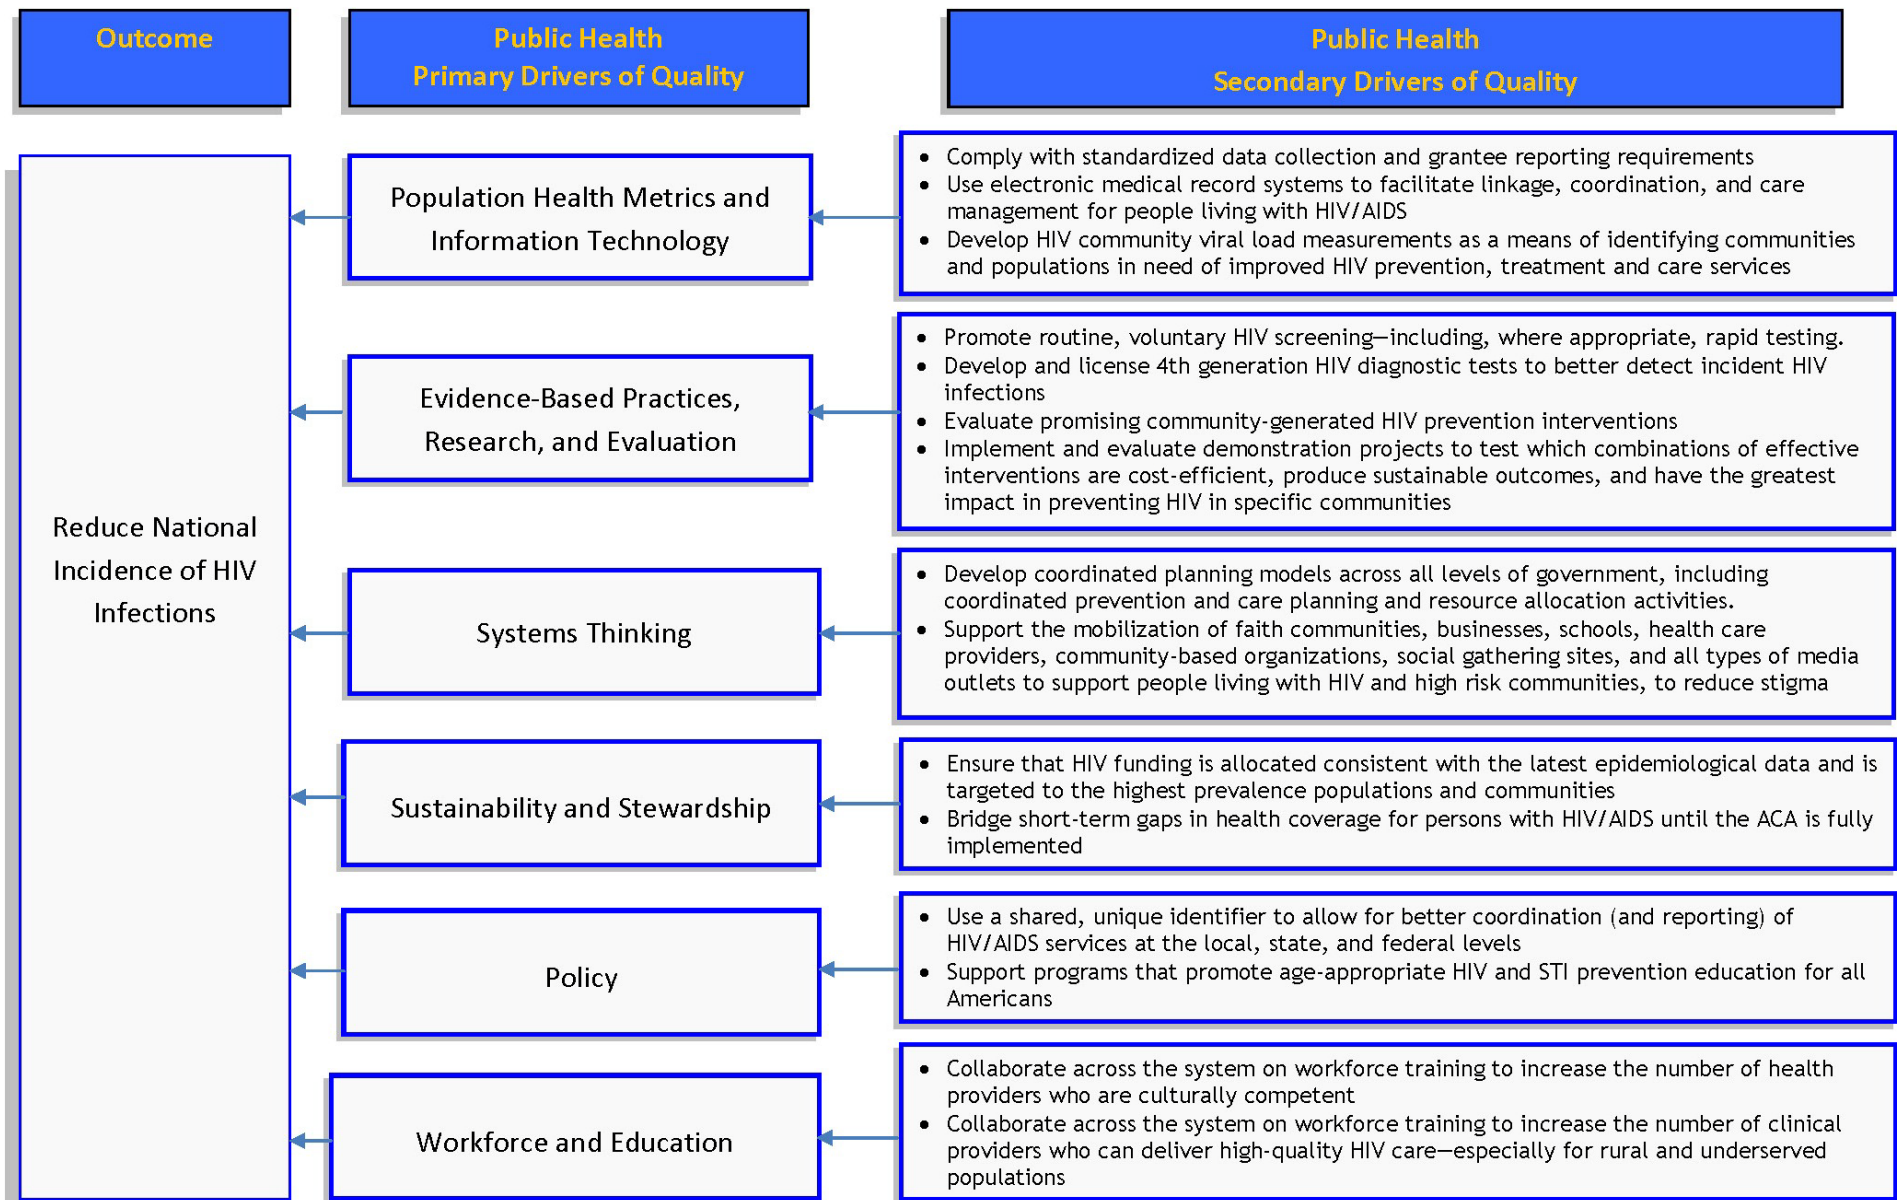 Outcome
Public Health
Primary Drivers of Quality
Public Health
Secondary Drivers of Quality
Reduce National
Incidence of HIV
Infections
Population Health Metrics and
Information Technology
• Comply with standardized data collection and grantee reporting requirements
• Use electronic medical record systems to facilitate linkage, coordination, and care
management for people living with HIV/AIDS
• Develop HIV community viral load measurements as a means of identifying communities
and populations in need of improved HIV prevention, treatment and care services
Evidence-Based Practices,
Research, and Evaluation
• Promote routine, voluntary HIV screening—including, where appropriate, rapid testing.
• Develop and license 4th generation HIV diagnostic tests to better detect incident HIV
infections
• Evaluate promising community-generated HIV prevention interventions
• Implement and evaluate demonstration projects to test which combinations of effective
interventions are cost-efficient, produce sustainable outcomes, and have the greatest
impact in preventing HIV in specific communities
Systems Thinking
• Develop coordinated planning models across all levels of government, including
coordinated prevention and care planning and resource allocation activities.
• Support the mobilization of faith communities, businesses, schools, health care
providers, community-based organizations, social gathering sites, and all types of media
outlets to support people living with HIV and high risk communities, to reduce stigma
Sustainability and Stewardship
• Ensure that HIV funding is allocated consistent with the latest epidemiological data and is
targeted to the highest prevalence populations and communities
• Bridge short-term gaps in health coverage for persons with HIV/AIDS until the ACA is fully
implemented
Policy
• Use a shared, unique identifier to allow for better coordination (and reporting) of
HIV/AIDS services at the local, state, and federal levels
• Support programs that promote age-appropriate HIV and STI prevention education for all
Americans
Workforce and Education
• Collaborate across the system on workforce training to increase the number of health
providers who are culturally competent
• Collaborate across the system on workforce training to increase the number of clinical
providers who can deliver high-quality HIV care—especially for rural and underserved
populations